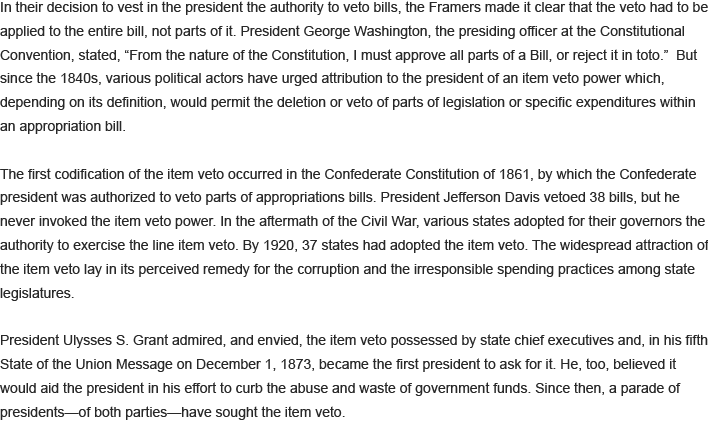 In their decision to vest in the president the authority to veto bills, the Framers made it clear that the veto had to be
applied to the entire bill, not parts of it. President George Washington, the presiding officer at the Constitutional
Convention, stated, “From the nature of the Constitution, I must approve all parts of a Bill, or reject it in toto.”  But
since the 1840s, various political actors have urged attribution to the president of an item veto power which,
depending on its definition, would permit the deletion or veto of parts of legislation or specific expenditures within
an appropriation bill.

The first codification of the item veto occurred in the Confederate Constitution of 1861, by which the Confederate
president was authorized to veto parts of appropriations bills. President Jefferson Davis vetoed 38 bills, but he
never invoked the item veto power. In the aftermath of the Civil War, various states adopted for their governors the
authority to exercise the line item veto. By 1920, 37 states had adopted the item veto. The widespread attraction of
the item veto lay in its perceived remedy for the corruption and the irresponsible spending practices among state
legislatures.

President Ulysses S. Grant admired, and envied, the item veto possessed by state chief executives and, in his fifth
State of the Union Message on December 1, 1873, became the first president to ask for it. He, too, believed it
would aid the president in his effort to curb the abuse and waste of government funds. Since then, a parade of
presidents—of both parties—have sought the item veto.